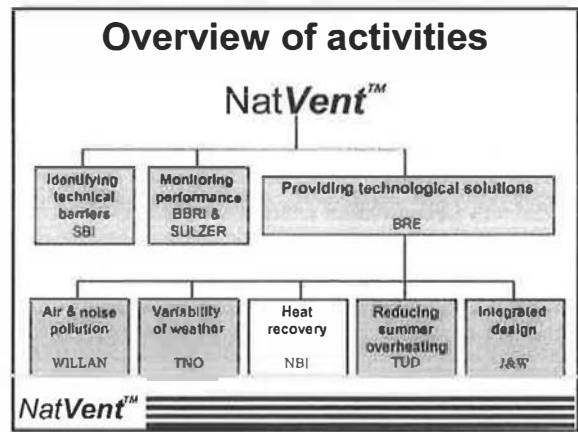 Overview of activities
NatVent™
Identifying
technical
barriers
SBI
Monitoring
performance
BBRI &
SULZER
Providing technological solutions
BRE
Air & noise
pollution
WILLAN
Variability
of weather
TNO
Heat
recovery
NBI
Reducing
summer
overheating
TUD
Integrated
design
J&W
NatVent™